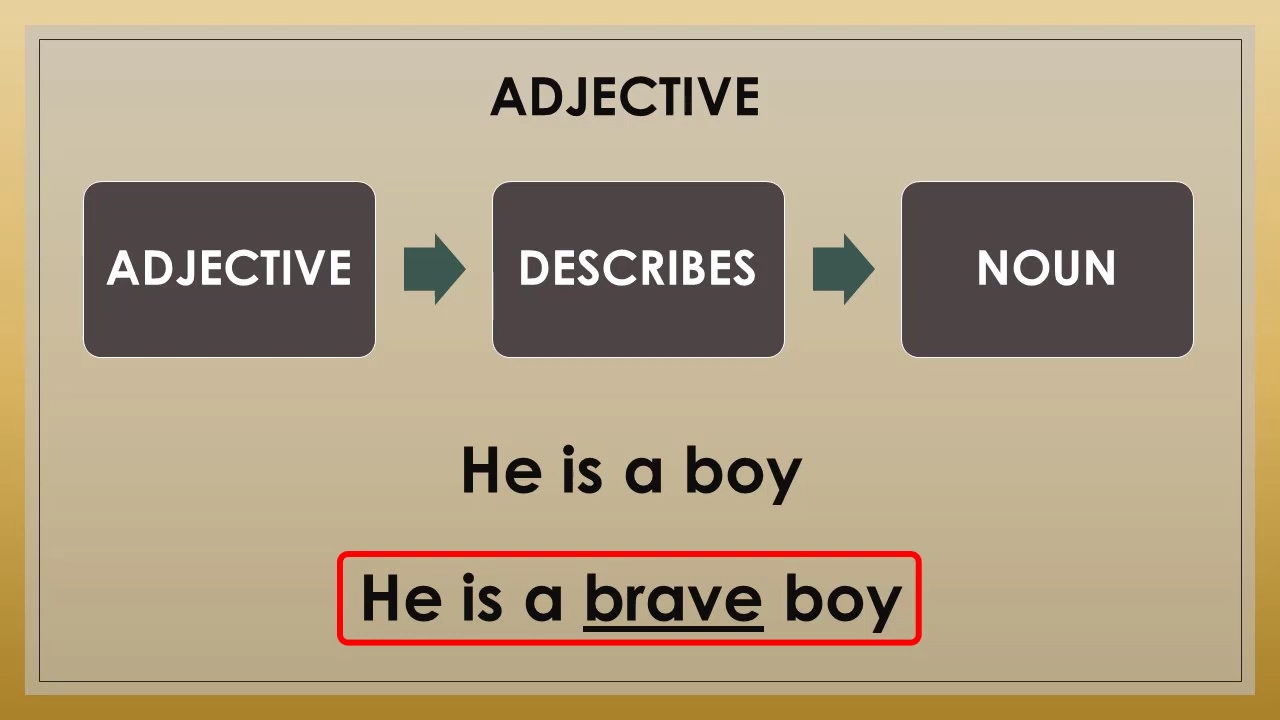 ADJECTIVE
ADJECTIVE DESCRIBES NOUN
He is a boy
He is a brave boy